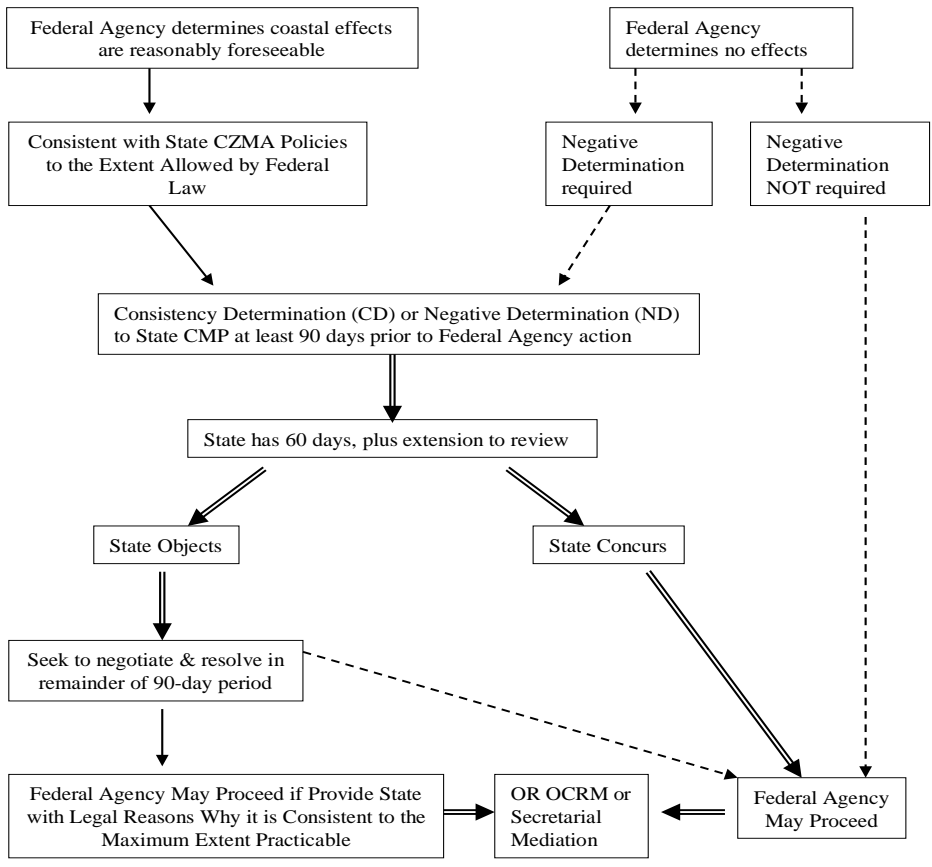 Federal Agency determines coastal effects
are reasonably foreseeable
Federal Agency
determines no effects
Consistent with State CZMA Policies
to the Extent Allowed by Federal
Law
Negative
Determination
required
Negative
Determination
NOT required
Consistency Determination (CD) or Negative Determination (ND)
to State CMP at least 90 days prior to Federal Agency action
State has 60 days, plus extension to review
State Objects
State Concurs
Seek to negotiate & resolve in
remainder of 90-day period
Federal Agency May Proceed if Provide State
with Legal Reasons Why it is Consistent to the
Maximum Extent Practicable
OR OCRM or
Secretarial
Mediation
Federal Agency
May Proceed